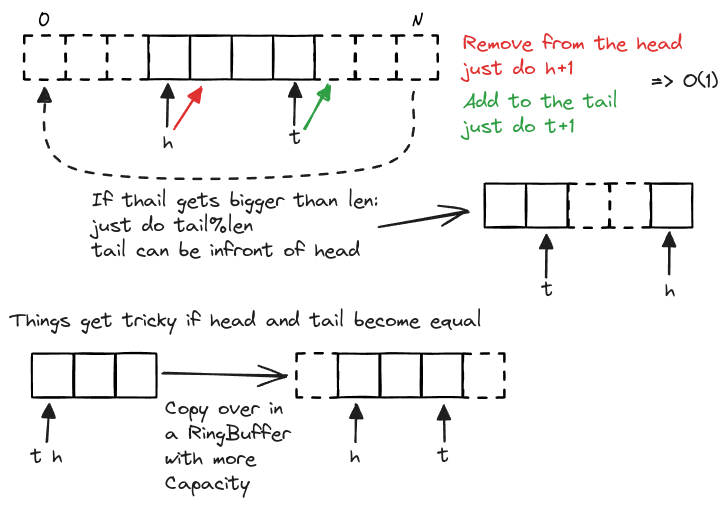 0
N
Remove from the head
just do h+1
=> O(1)
Add to the tail
just do t+1
h
t
If thail gets bigger than len:
just do tail%len
tail can be infront of head
t
h
Things get tricky if head and tail become equal
Copy over in
a RingBuffer
with more
Capacity
t h
h
t